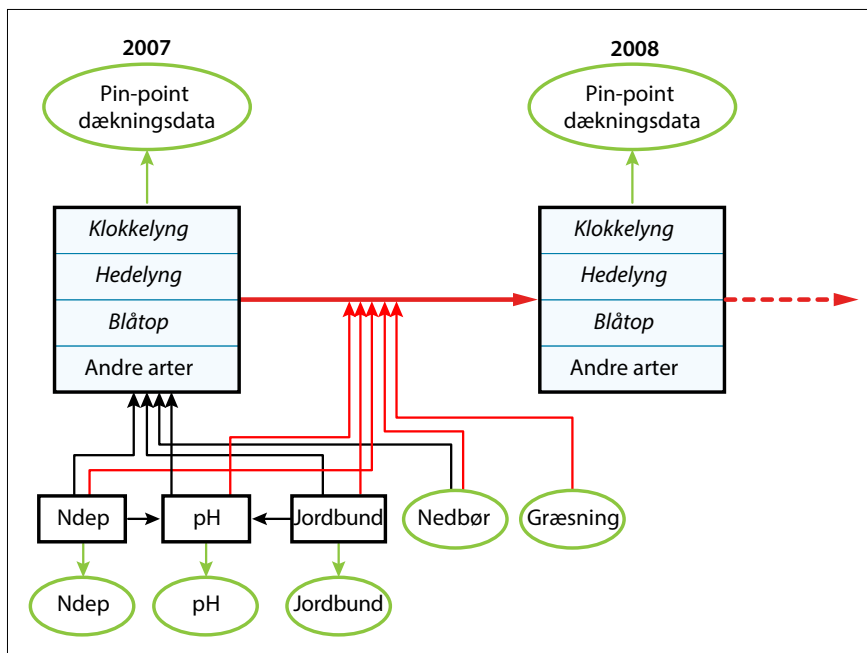 2007
2008
Pin-point
dækningsdata
Pin-point
dækningsdata
Klokkelyng
Hedelyng
Blåtop
Andre arter
Klokkelyng
Hedelyng
Blåtop
Andre arter
Ndep
pH
Jordbund
Nedbør
Græsning
Ndep
pH
Jordbund